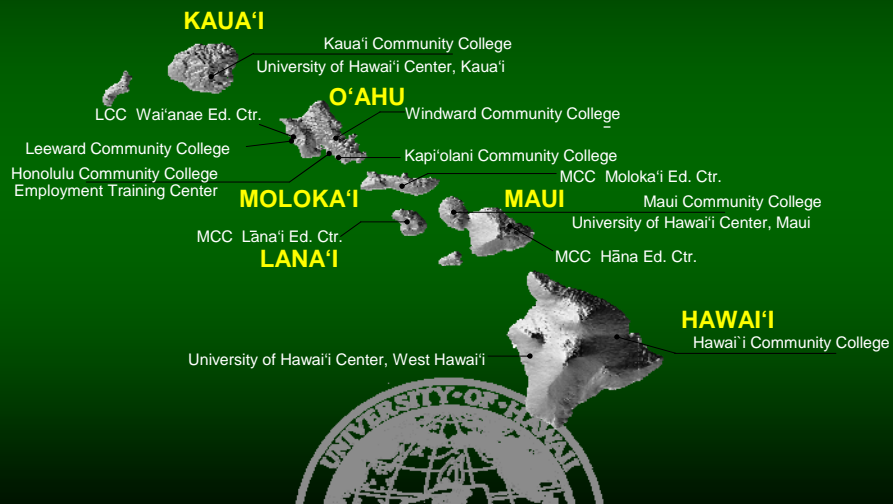 KAUA‘I
Kaua‘i Community College
University of Hawai‘i Center, Kaua‘i
O‘AHU
LCC Wai‘anae Ed. Ctr.
Windward Community College
Leeward Community College
Kapi‘olani Community College
Honolulu Community College
Employment Training Center
MCC Moloka‘i Ed. Ctr.
MOLOKA‘I
MAUI
Maui Community College
University of Hawai‘i Center, Maui
MCC Lāna‘i Ed. Ctr.
LANA‘I
MCC Hāna Ed. Ctr.
HAWAI‘I
Hawai`i Community College
University of Hawai‘i Center, West Hawai‘i
UNIVERSITY·OF·HAWAII